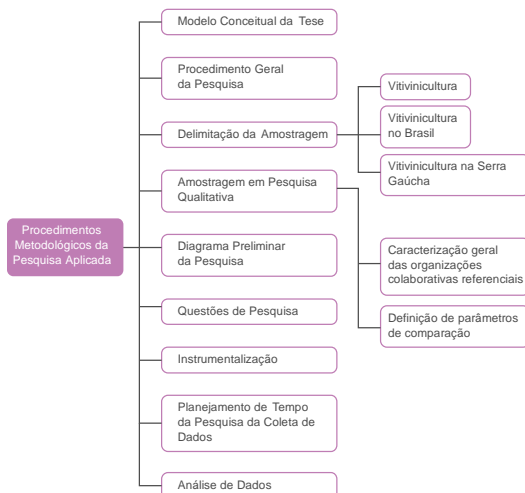 Procedimentos
Metodológicos da
Pesquisa Aplicada
Modelo Conceitual da Tese
Procedimento Geral
da Pesquisa
Delimitação da Amostragem
Vitivinicultura
Vitivinicultura
no Brasil
Vitivinicultura na Serra
Gaúcha
Amostragem em Pesquisa
Qualitativa
Caracterização geral
das organizações
colaborativas referenciais
Definição de parâmetros
de comparação
Diagrama Preliminar
da Pesquisa
Questões de Pesquisa
Instrumentalização
Planejamento de Tempo
da Pesquisa da Coleta de
Dados
Análise de Dados